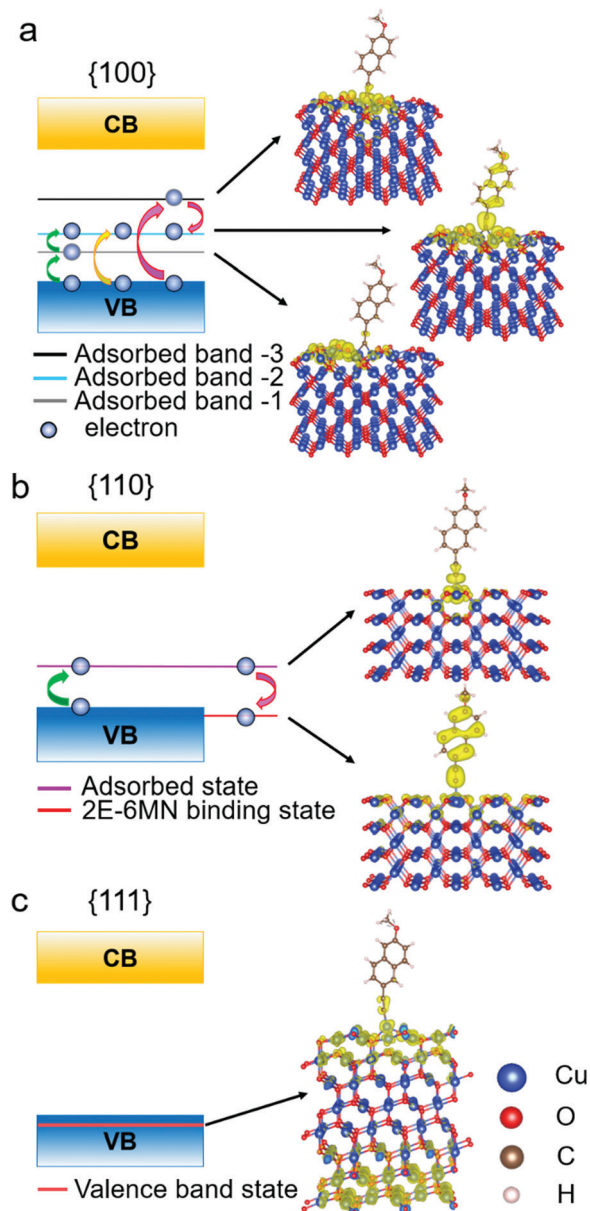 a
{100}
CB
VB
Adsorbed band -3
Adsorbed band -2
Adsorbed band -1
electron
b
{110}
CB
VB
Adsorbed state
2E-6MN binding state
c
{111}
CB
VB
Valence band state
Cu
O
C
H